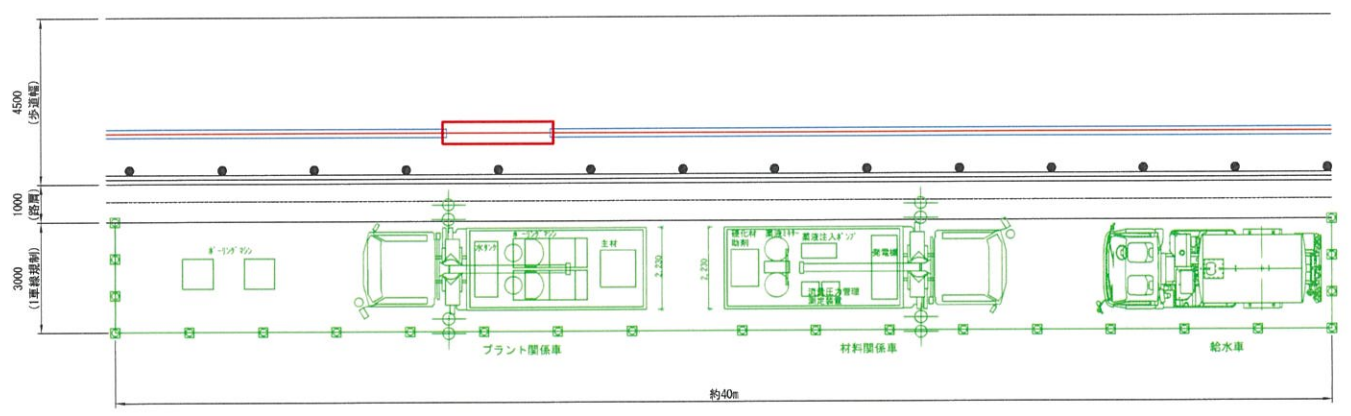 4500
(歩道幅)
1000
(路肩)
3000
(1車線規制)
ﾎﾞｰﾘﾝｸﾞﾏｼﾝ
水タンク
ﾎﾞｰﾘﾝｸﾞﾏｼﾝ
主材
2,230
2,230
硬化材
助剤
薬液ﾐｷｻｰ
薬液注入ﾎﾟﾝﾌﾟ
発電機
流量圧力管理
測定装置
プラント関係車
材料関係車
給水車
約40m